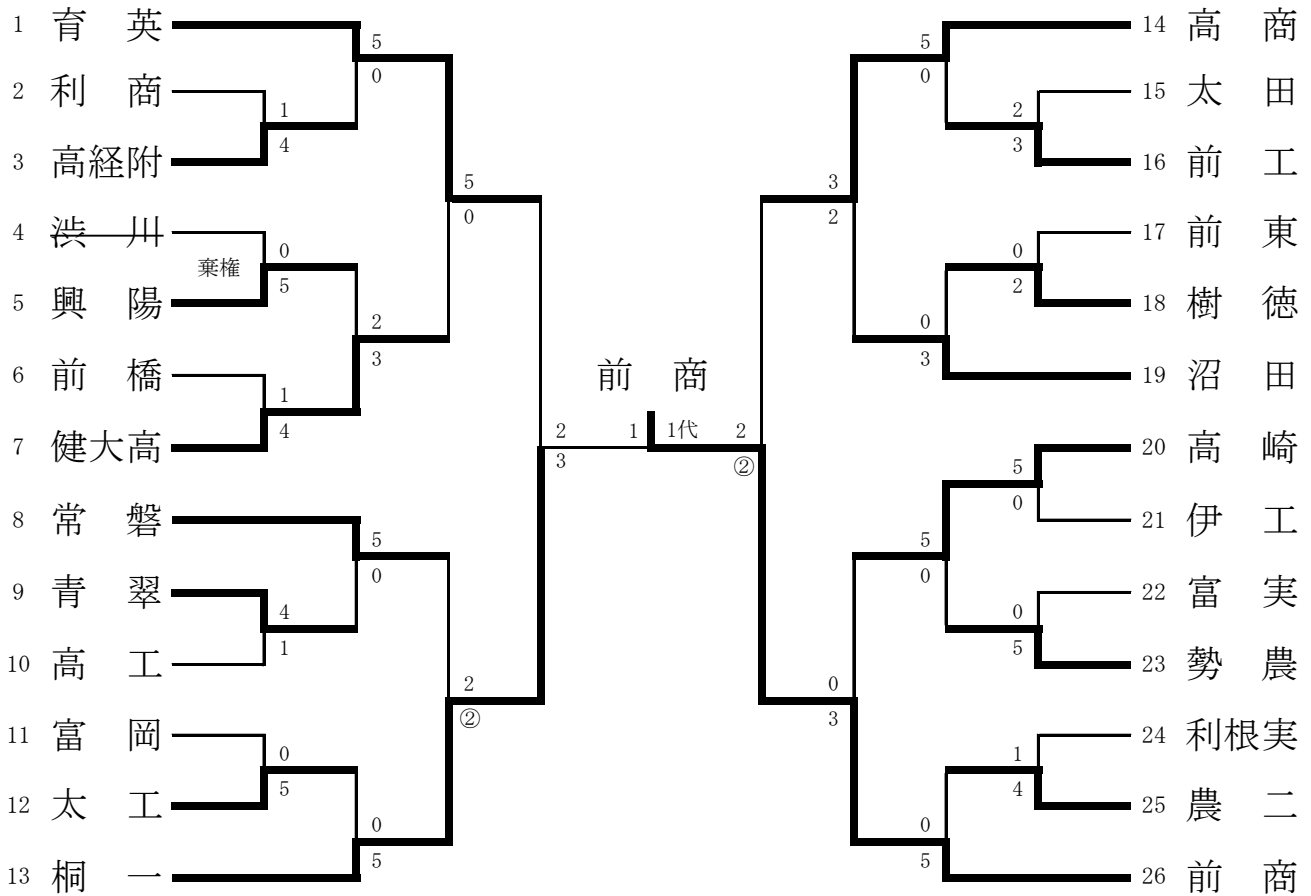 1 育 英
2 利 商
3 高経附
4 渋 川
5 興 陽
6 前 橋
7 健大高
8 常 磐
9 青 翠
10 高 工
11 富 岡
12 太 工
13 桐 一
1
4
0
棄権
5
1
4
4
1
0
5
5
0
2
3
5
0
0
5
5
0
2
②
2
3
前 商
1
1代
2
②
3
2
0
3
5
0
0
3
5
0
0
5
2
3
0
2
5
0
0
5
1
4
14 高 商
15 太 田
16 前 工
17 前 東
18 樹 徳
19 沼 田
20 高 崎
21 伊 工
22 富 実
23 勢 農
24 利根実
25 農 二
26 前 商